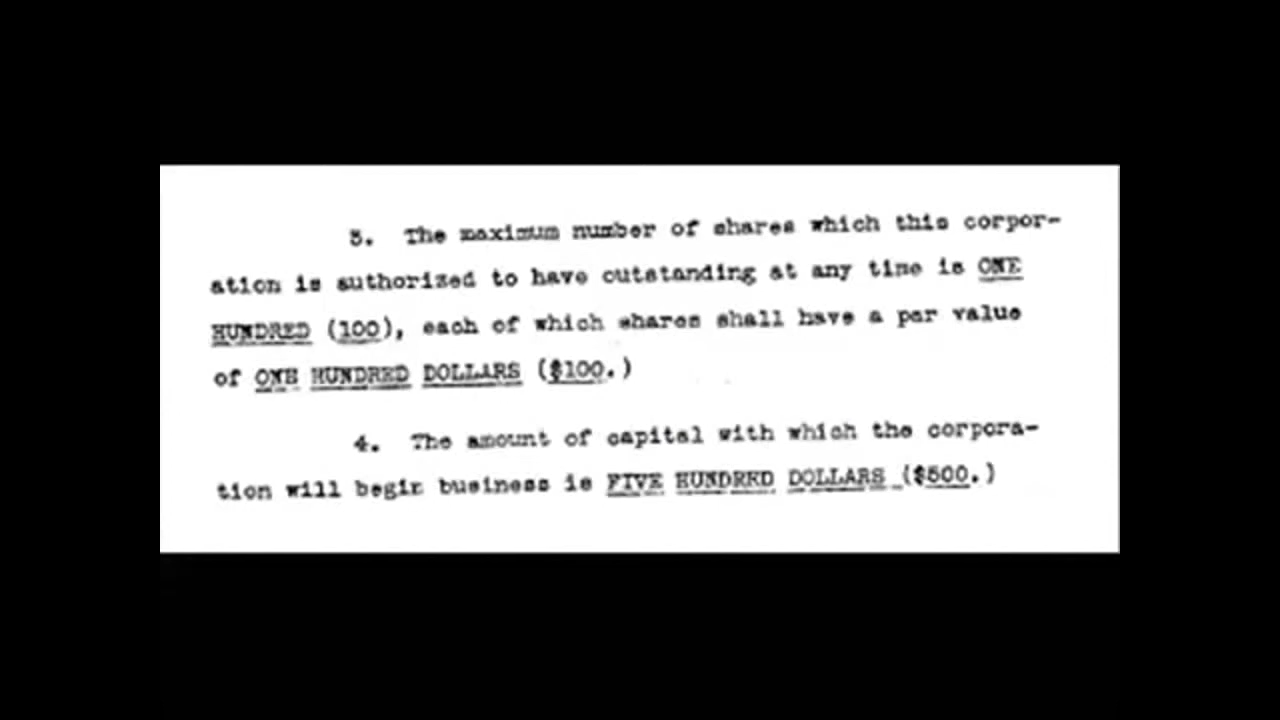 3. The maximum number of shares which this corpor-
ation is authorized to have outstanding at any time is ONE
HUNDRED (100), each of which shares shall have a par value
of ONE HUNDRED DOLLARS ($100.)
4. The amount of capital with which the corpora-
tion will begin business is FIVE HUNDRED DOLLARS ($500.)